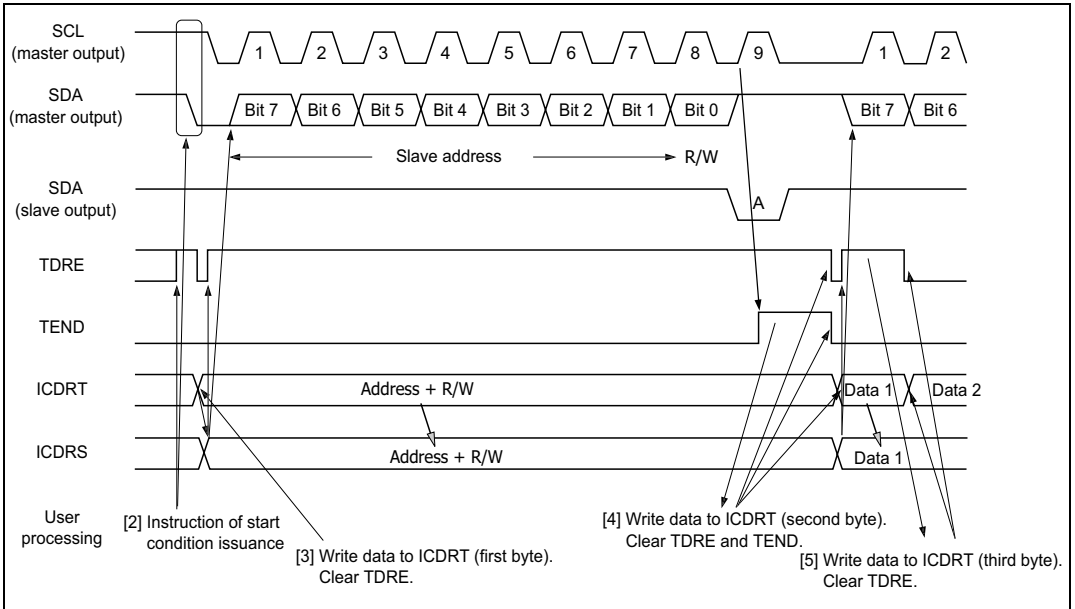 SCL
(master output)
1 2 3 4 5 6 7 8 9 1 2
SDA
(master output)
Bit 7 Bit 6 Bit 5 Bit 4 Bit 3 Bit 2 Bit 1 Bit 0 Bit 7 Bit 6
Slave address R/W
SDA
(slave output)
A
TDRE
TEND
ICDRT
Address + R/W Data 1 Data 2
ICDRS
Address + R/W Data 1
User
processing
[2] Instruction of start
condition issuance
[3] Write data to ICDRT (first byte).
Clear TDRE.
[4] Write data to ICDRT (second byte).
Clear TDRE and TEND.
[5] Write data to ICDRT (third byte).
Clear TDRE.